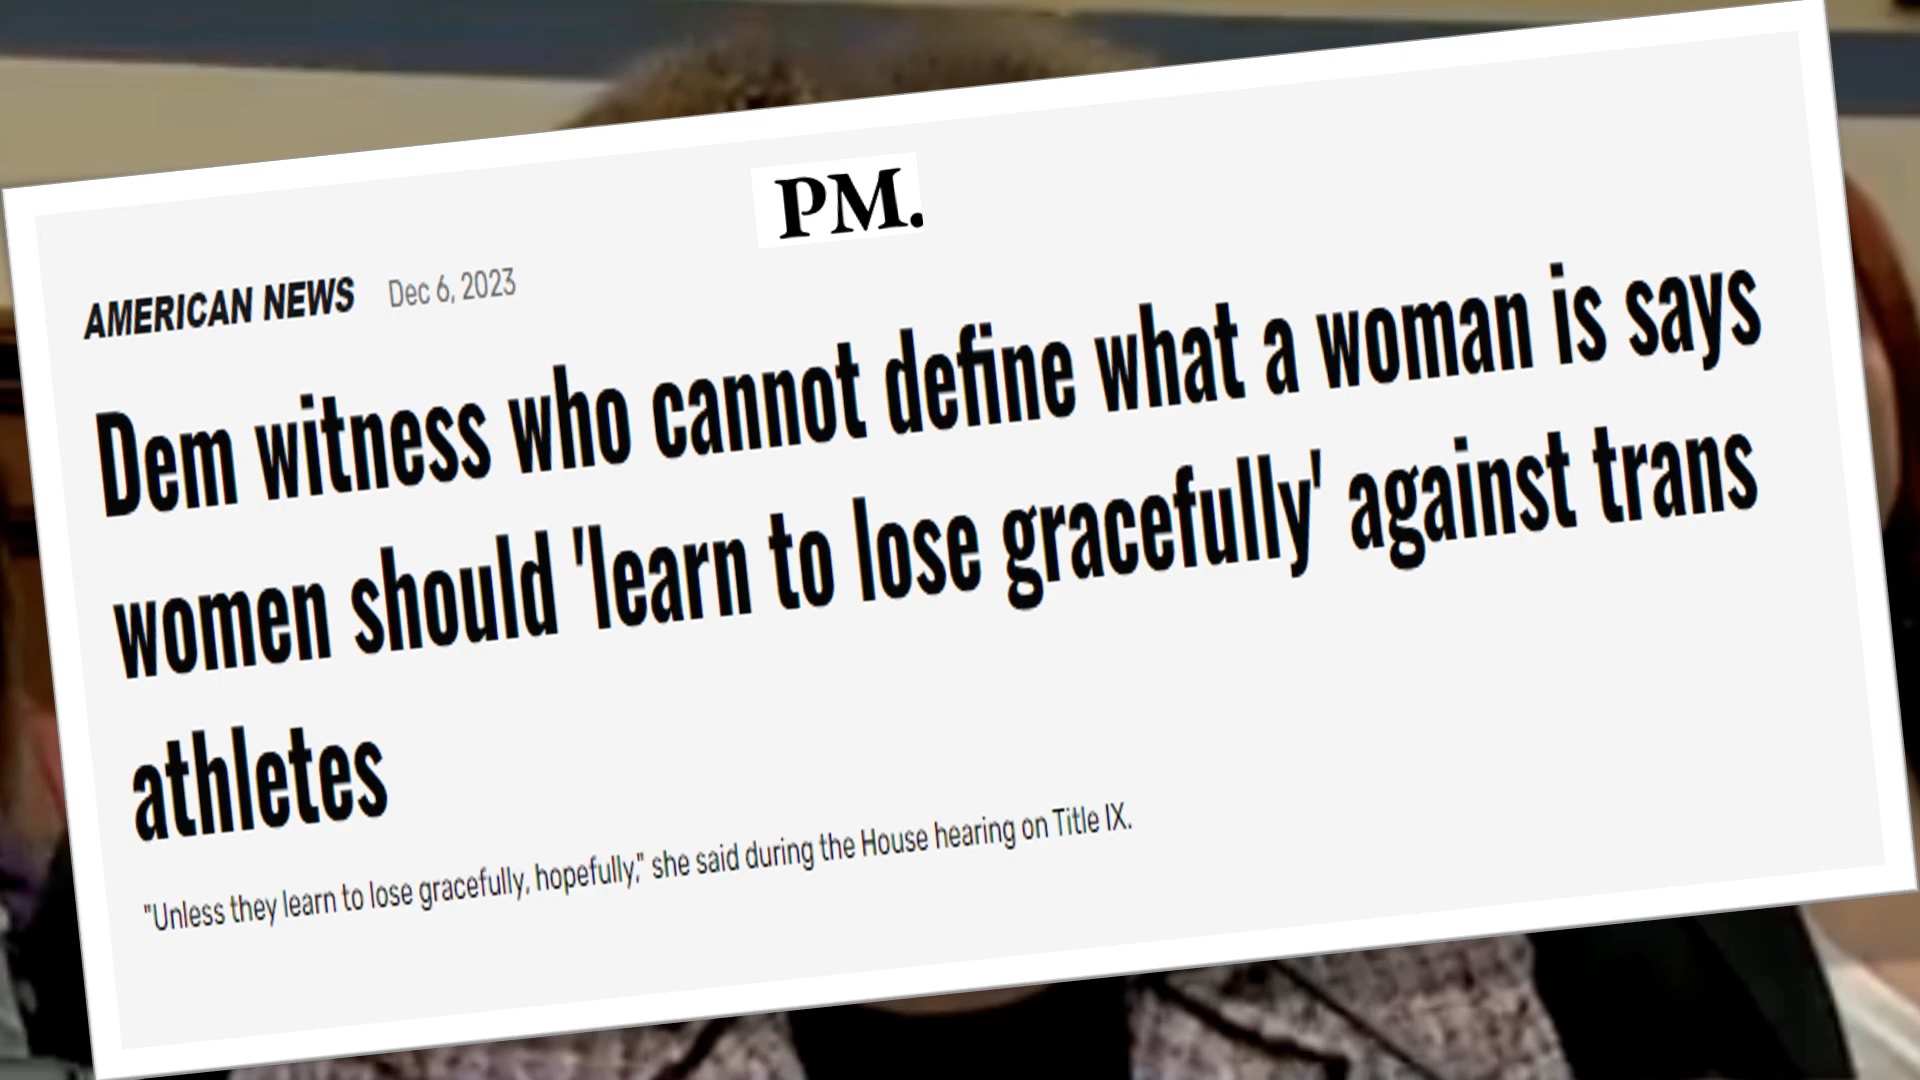 PM.
AMERICAN NEWS Dec 6, 2023
Dem witness who cannot define what a woman is says
women should 'learn to lose gracefully' against trans
athletes
"Unless they learn to lose gracefully, hopefully," she said during the House hearing on Title IX.